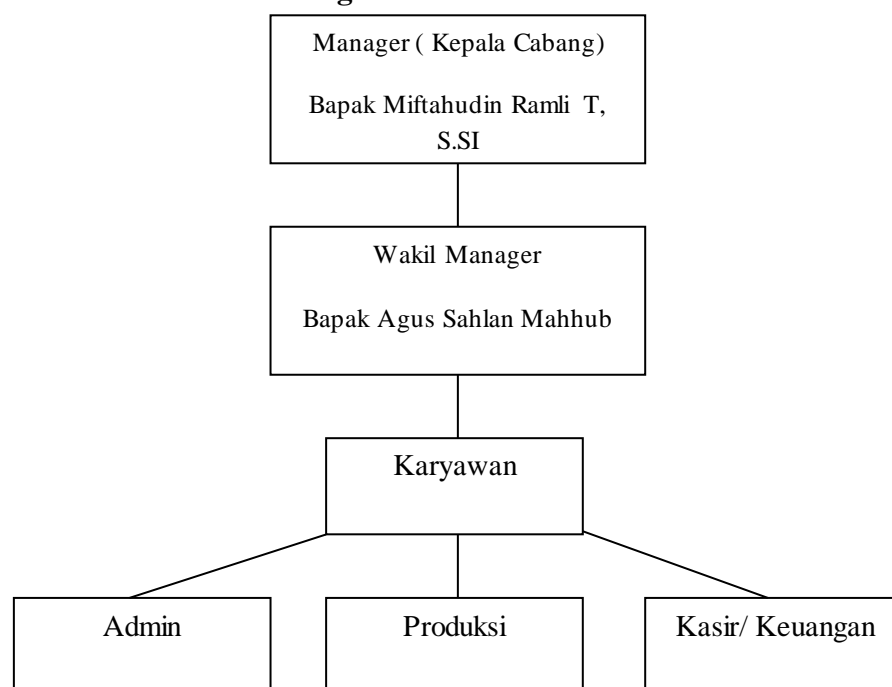 Manager ( Kepala Cabang)
Bapak Miftahudin Ramli T,
S.SI
Wakil Manager
Bapak Agus Sahlan Mahhub
Karyawan
Admin
Produksi
Kasir/ Keuangan